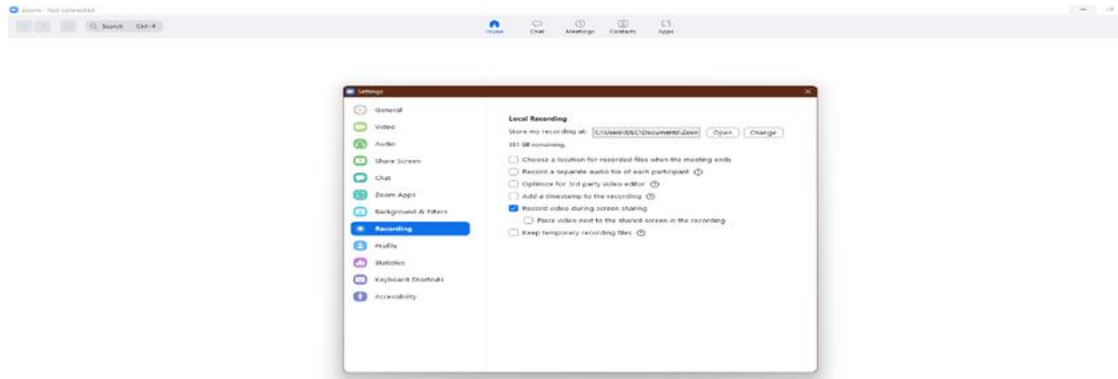 Zoom - Not connected
Search Ctrl+F
Home Chat Meetings Contacts Apps
Settings
General
Video
Audio
Share Screen
Chat
Zoom Apps
Background & Filters
Recording
Profile
Statistics
Keyboard Shortcuts
Accessibility
Local Recording
Store my recording at: Open Change
GB remaining.
Choose a location for recorded files when the meeting ends
Record a separate audio file of each participant
Optimize for 3rd party video editor
Add a timestamp to the recording
Record video during screen sharing
Place video next to the shared screen in the recording
Keep temporary recording files